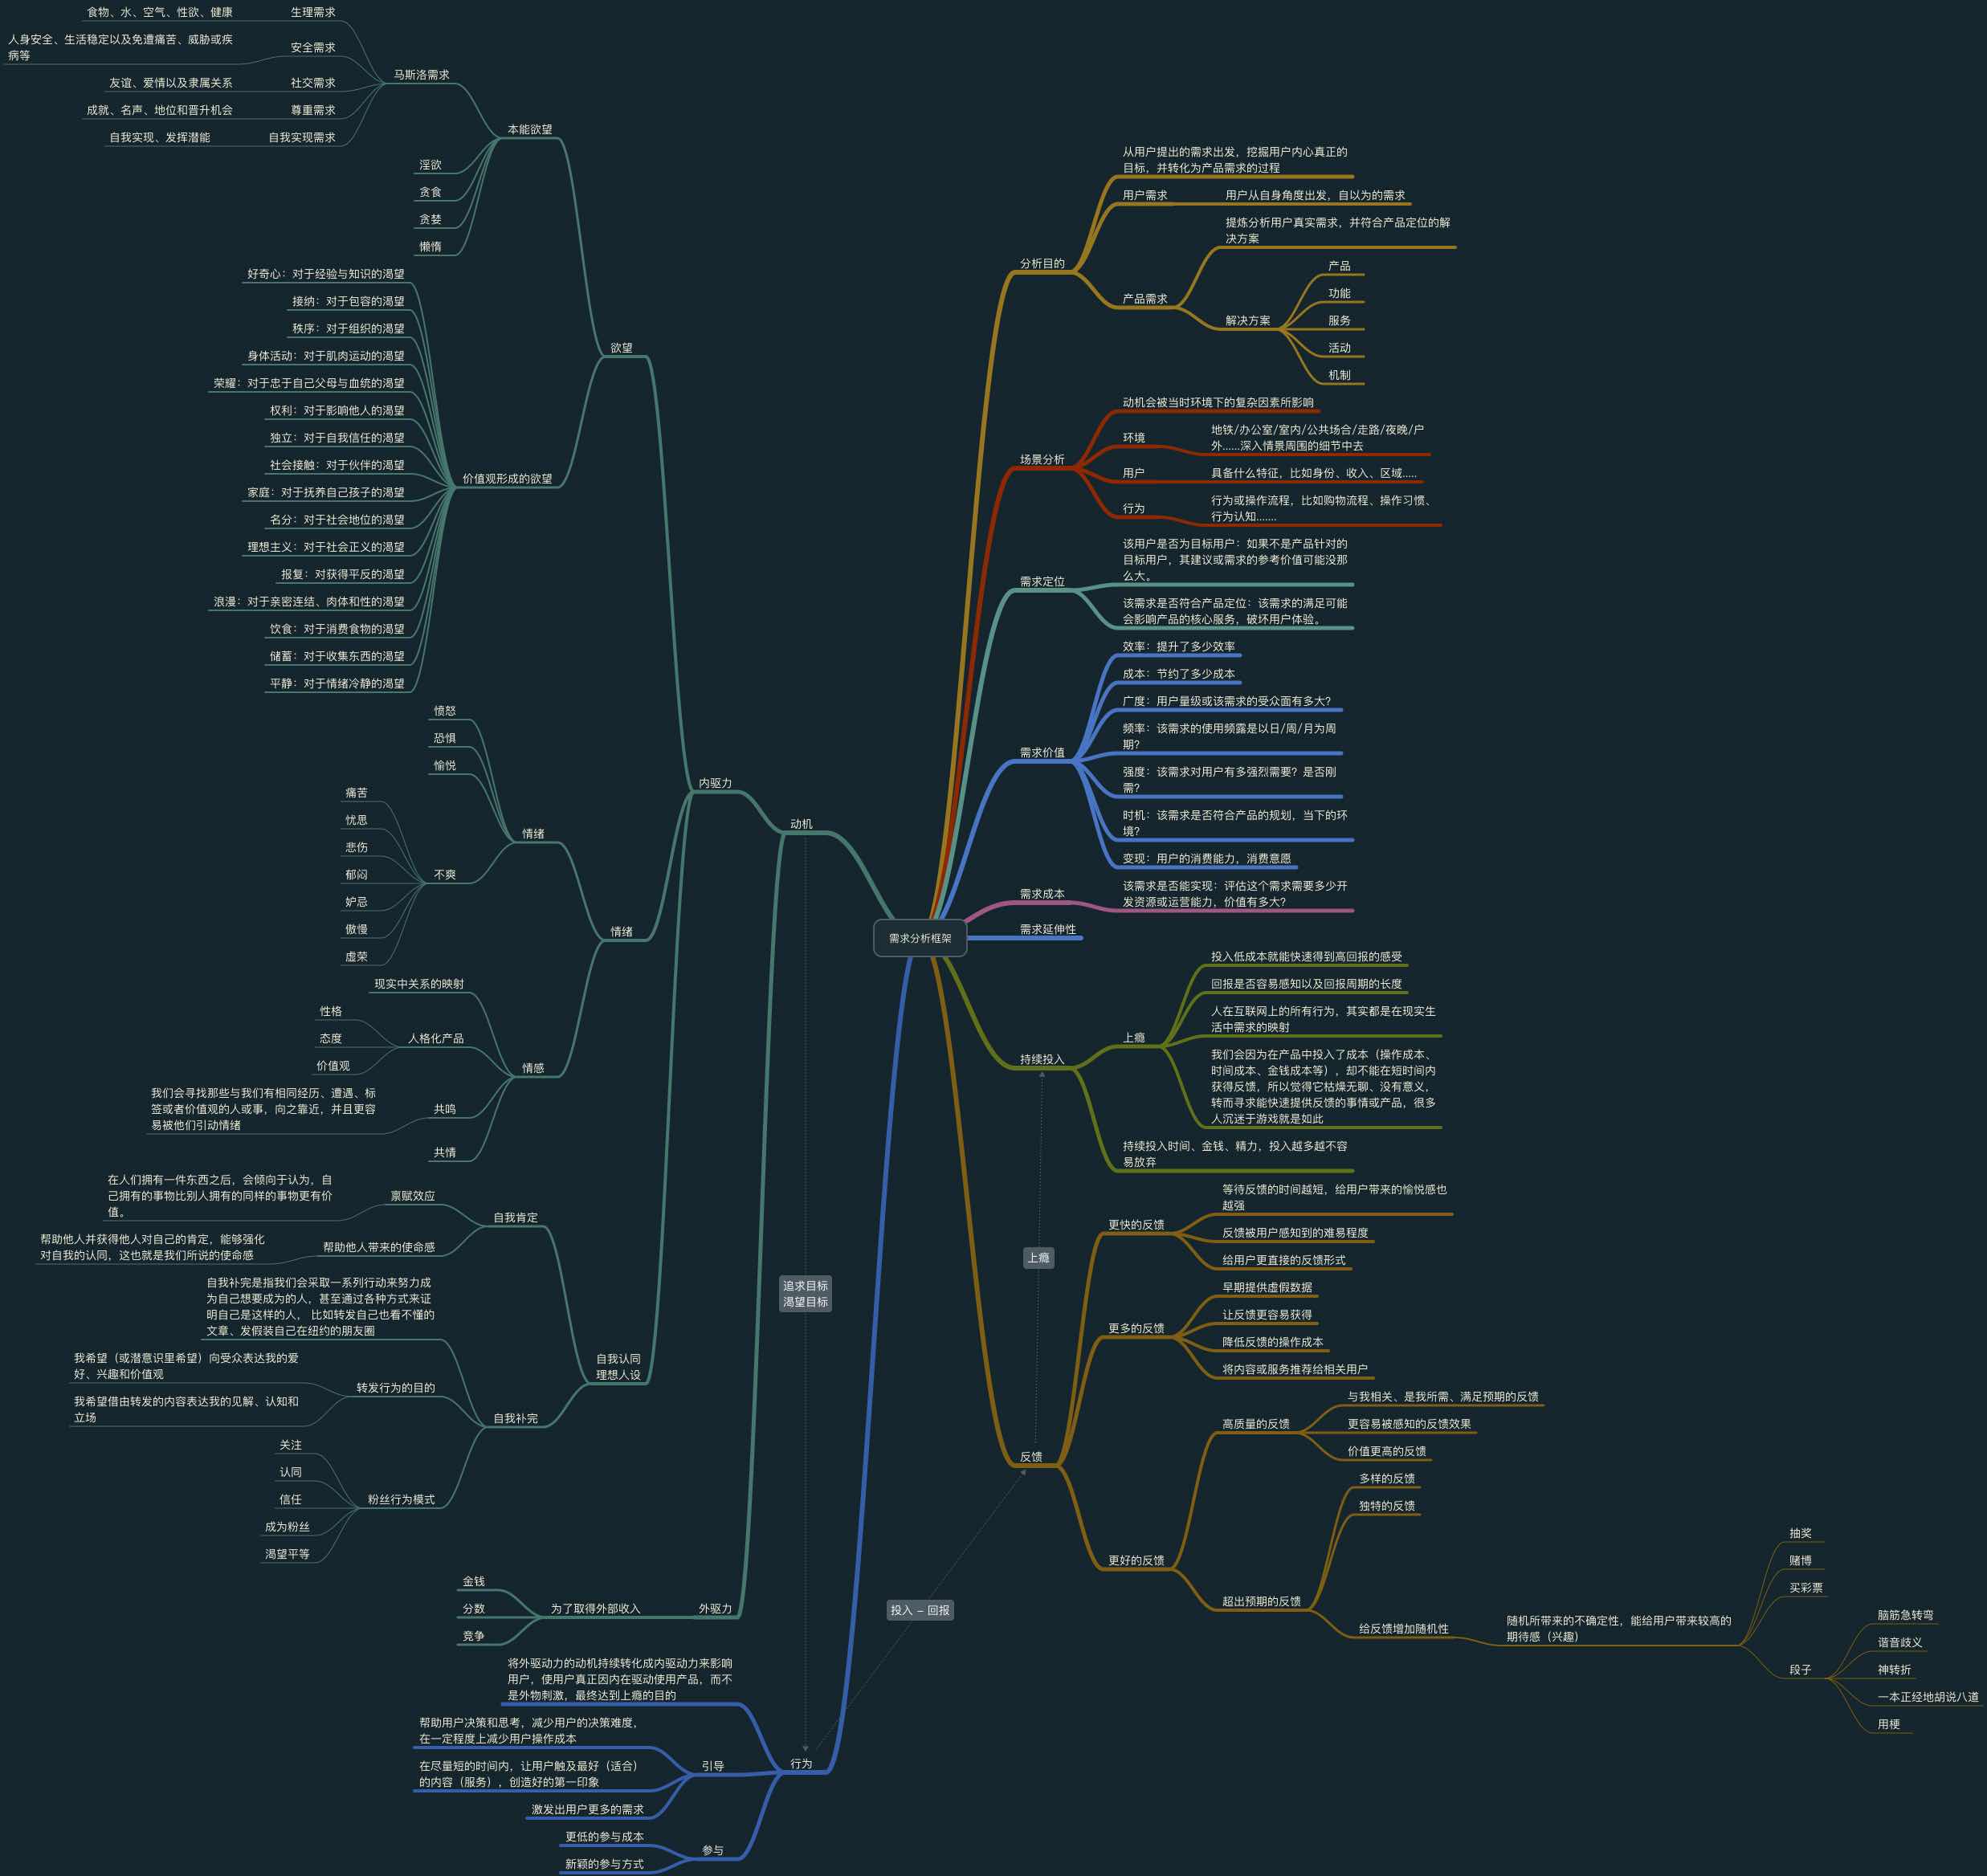 需求分析框架
分析目的
从用户提出的需求出发，挖掘用户内心真正的
目标，并转化为产品需求的过程
用户需求
用户从自身角度出发，自以为的需求
产品需求
提炼分析用户真实需求，并符合产品定位的解
决方案
解决方案
产品
功能
服务
活动
机制
场景分析
动机会被当时环境下的复杂因素所影响
环境
地铁/办公室/室内/公共场合/走路/夜晚/户
外......深入情景周围的细节中去
用户
具备什么特征，比如身份、收入、区域.....
行为
行为或操作流程，比如购物流程、操作习惯、
行为认知.......
需求定位
该用户是否为目标用户：如果不是产品针对的
目标用户，其建议或需求的参考价值可能没那
么大。
该需求是否符合产品定位：该需求的满足可能
会影响产品的核心服务，破坏用户体验。
需求价值
效率：提升了多少效率
成本：节约了多少成本
广度：用户量级或该需求的受众面有多大？
频率：该需求的使用频露是以日/周/月为周
期？
强度：该需求对用户有多强烈需要？是否刚
需？
时机：该需求是否符合产品的规划，当下的环
境？
变现：用户的消费能力，消费意愿
需求成本
该需求是否能实现：评估这个需求需要多少开
发资源或运营能力，价值有多大？
需求延伸性
持续投入
上瘾
投入低成本就能快速得到高回报的感受
回报是否容易感知以及回报周期的长度
人在互联网上的所有行为，其实都是在现实生
活中需求的映射
我们会因为在产品中投入了成本（操作成本、
时间成本、金钱成本等），却不能在短时间内
获得反馈，所以觉得它枯燥无聊、没有意义，
转而寻求能快速提供反馈的事情或产品，很多
人沉迷于游戏就是如此
持续投入时间、金钱、精力，投入越多越不容
易放弃
上瘾
反馈
更快的反馈
等待反馈的时间越短，给用户带来的愉悦感也
越强
反馈被用户感知到的难易程度
给用户更直接的反馈形式
更多的反馈
早期提供虚假数据
让反馈更容易获得
降低反馈的操作成本
将内容或服务推荐给相关用户
更好的反馈
高质量的反馈
与我相关、是我所需、满足预期的反馈
更容易被感知的反馈效果
价值更高的反馈
超出预期的反馈
多样的反馈
独特的反馈
给反馈增加随机性
随机所带来的不确定性，能给用户带来较高的
期待感（兴趣）
抽奖
赌博
买彩票
段子
脑筋急转弯
谐音歧义
神转折
一本正经地胡说八道
用梗
动机
内驱力
欲望
本能欲望
马斯洛需求
生理需求
食物、水、空气、性欲、健康
安全需求
人身安全、生活稳定以及免遭痛苦、威胁或疾
病等
社交需求
友谊、爱情以及隶属关系
尊重需求
成就、名声、地位和晋升机会
自我实现需求
自我实现、发挥潜能
淫欲
贪食
贪婪
懒惰
价值观形成的欲望
好奇心：对于经验与知识的渴望
接纳：对于包容的渴望
秩序：对于组织的渴望
身体活动：对于肌肉运动的渴望
荣耀：对于忠于自己父母与血统的渴望
权利：对于影响他人的渴望
独立：对于自我信任的渴望
社会接触：对于伙伴的渴望
家庭：对于抚养自己孩子的渴望
名分：对于社会地位的渴望
理想主义：对于社会正义的渴望
报复：对获得平反的渴望
浪漫：对于亲密连结、肉体和性的渴望
饮食：对于消费食物的渴望
储蓄：对于收集东西的渴望
平静：对于情绪冷静的渴望
情绪
情绪
愤怒
恐惧
愉悦
不爽
痛苦
忧思
悲伤
郁闷
妒忌
傲慢
虚荣
情感
现实中关系的映射
人格化产品
性格
态度
价值观
共鸣
我们会寻找那些与我们有相同经历、遭遇、标
签或者价值观的人或事，向之靠近，并且更容
易被他们引动情绪
共情
自我认同
理想人设
自我肯定
禀赋效应
在人们拥有一件东西之后，会倾向于认为，自
己拥有的事物比别人拥有的同样的事物更有价
值。
帮助他人带来的使命感
帮助他人并获得他人对自己的肯定，能够强化
对自我的认同，这也就是我们所说的使命感
自我补完
自我补完是指我们会采取一系列行动来努力成
为自己想要成为的人，甚至通过各种方式来证
明自己是这样的人， 比如转发自己也看不懂的
文章、发假装自己在纽约的朋友圈
转发行为的目的
我希望（或潜意识里希望）向受众表达我的爱
好、兴趣和价值观
我希望借由转发的内容表达我的见解、认知和
立场
粉丝行为模式
关注
认同
信任
成为粉丝
渴望平等
外驱力
为了取得外部收入
金钱
分数
竞争
追求目标
渴望目标
投入 – 回报
行为
将外驱动力的动机持续转化成内驱动力来影响
用户，使用户真正因内在驱动使用产品，而不
是外物刺激，最终达到上瘾的目的
引导
帮助用户决策和思考，减少用户的决策难度，
在一定程度上减少用户操作成本
在尽量短的时间内，让用户触及最好（适合）
的内容（服务），创造好的第一印象
激发出用户更多的需求
参与
更低的参与成本
新颖的参与方式